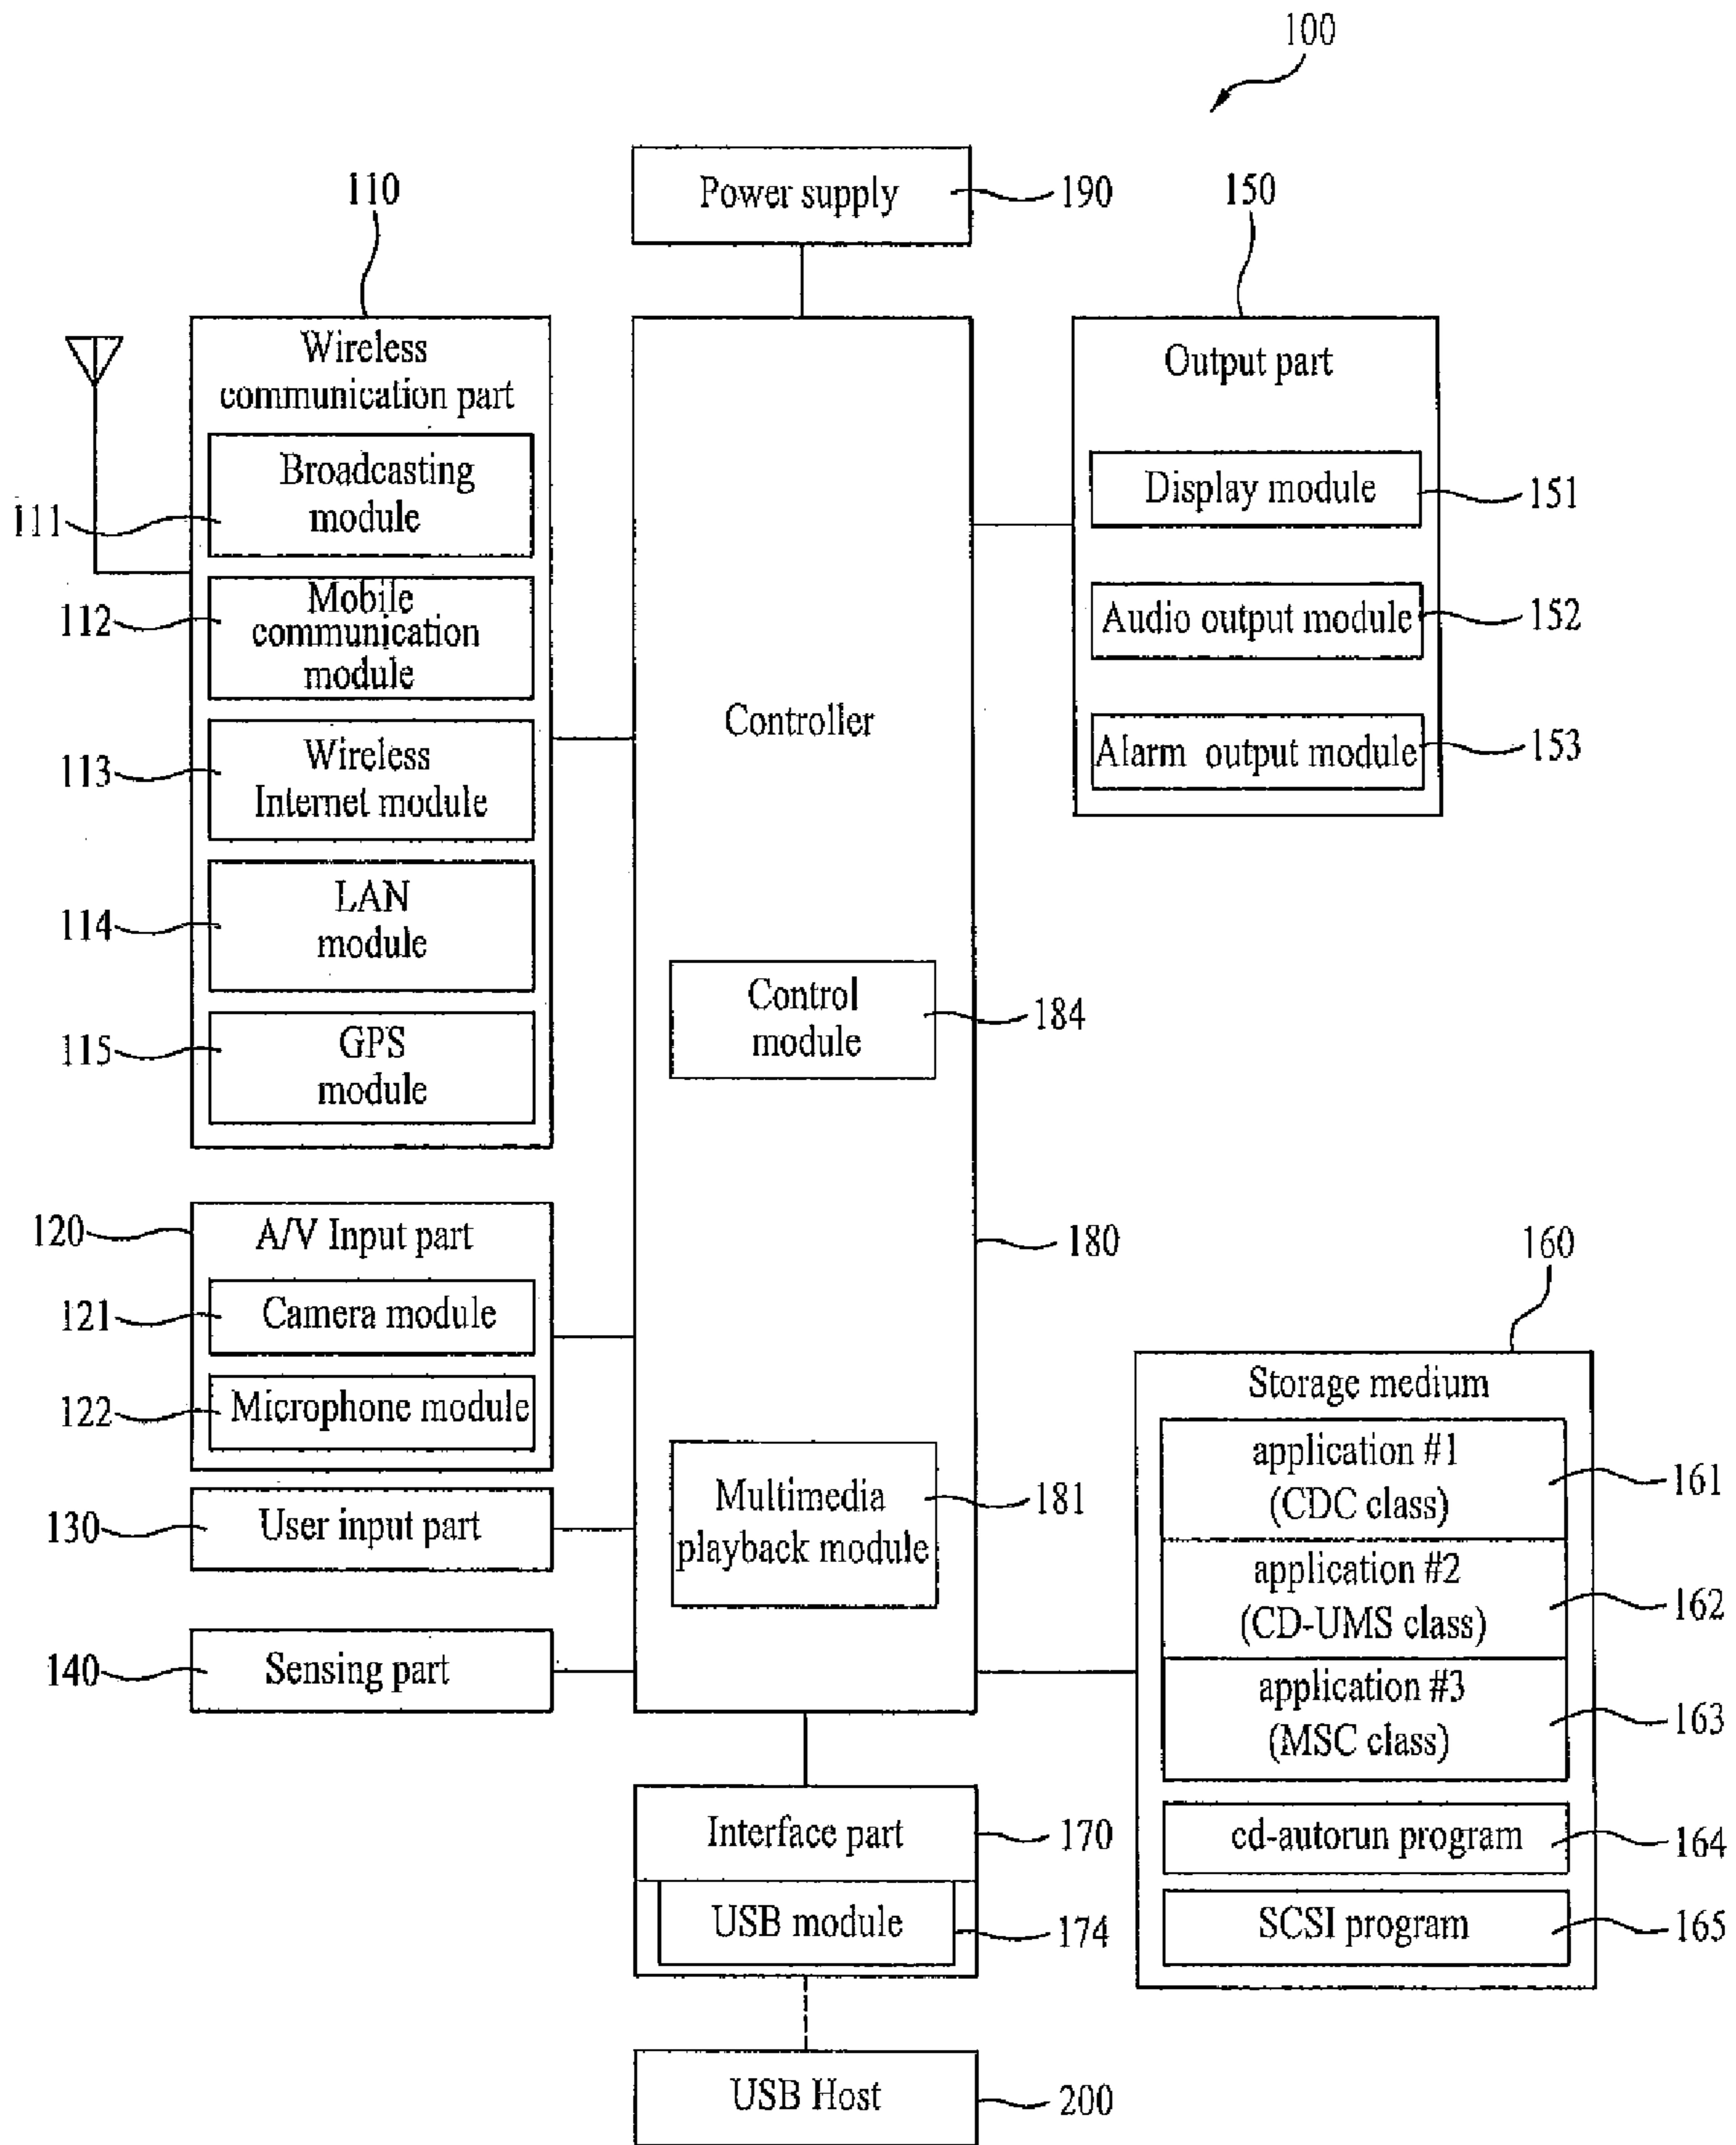 100
Power supply
190
110
150
Wireless
communication part
Broadcasting
module
111
Mobile
communication
module
112
Wireless
Internet module
113
LAN
module
114
GPS
module
115
Output part
Display module
151
Audio output module
152
Alarm output module
153
Controller
Control
module
184
180
Multimedia
playback module
181
120
A/V Input part
121
Camera module
122
Microphone module
130
User input part
140
Sensing part
160
Storage medium
application #1
(CDC class)
161
application #2
(CD-UMS class)
162
application #3
(MSC class)
163
cd-autorun program
164
SCSI program
165
Interface part
170
USB module
174
USB Host
200